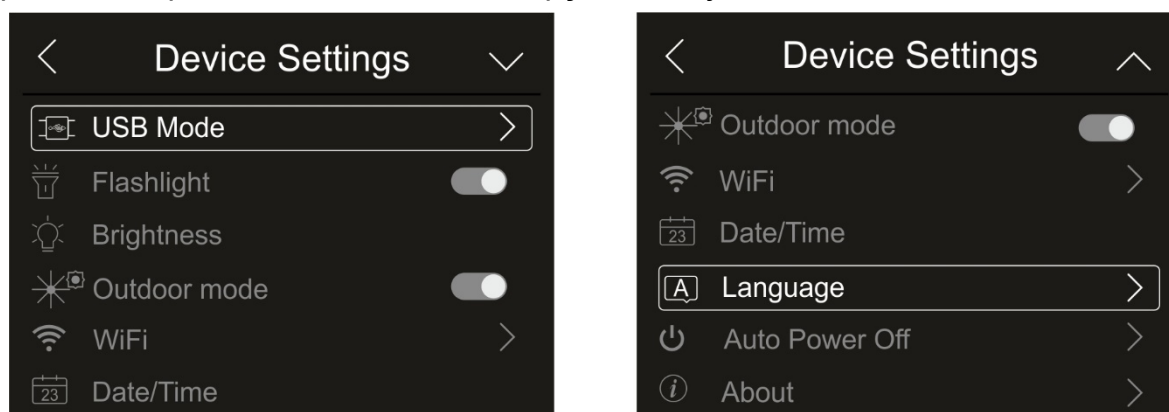 Device Settings
USB Mode
Flashlight
Brightness
Outdoor mode
WiFi
23 Date/Time
Device Settings
Outdoor mode
WiFi
23 Date/Time
A Language
Auto Power Off
i About